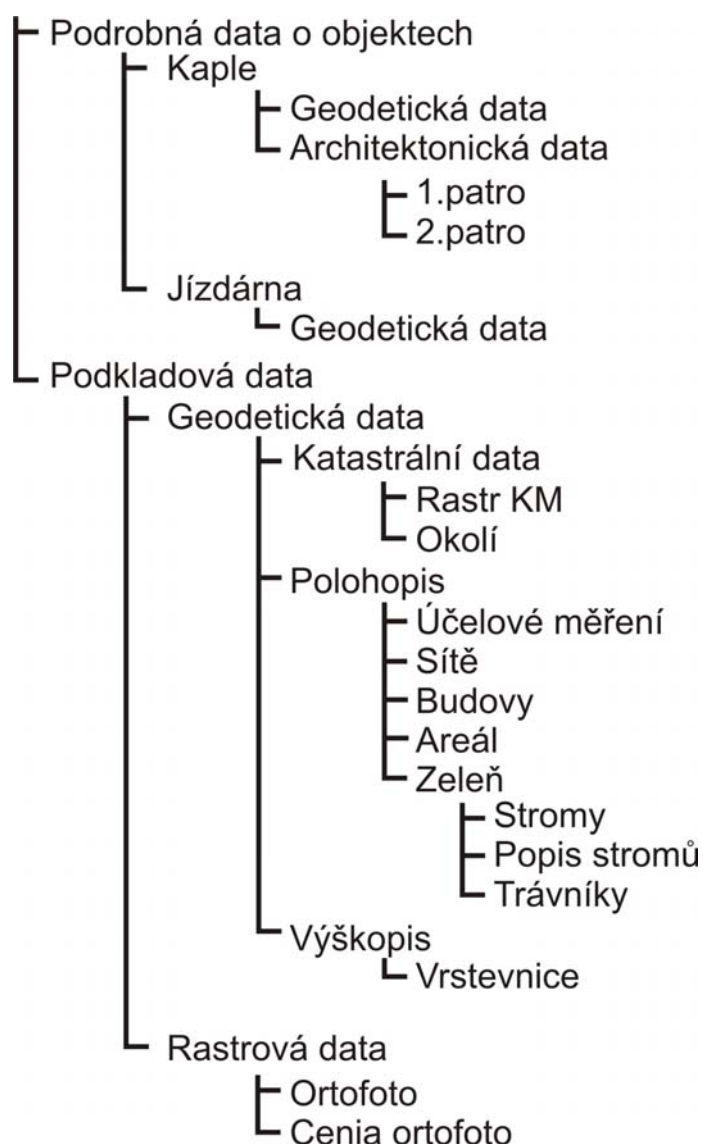 Podrobná data o objektech
Kaple
Geodetická data
Architektonická data
1.patro
2.patro
Jízdárna
Geodetická data
Podkladová data
Geodetická data
Katastrální data
Rastr KM
Okolí
Polohopis
Účelové měření
Sítě
Budovy
Areál
Zeleň
Stromy
Popis stromů
Trávníky
Výškopis
Vrstevnice
Rastrová data
Ortofoto
Cenia ortofoto